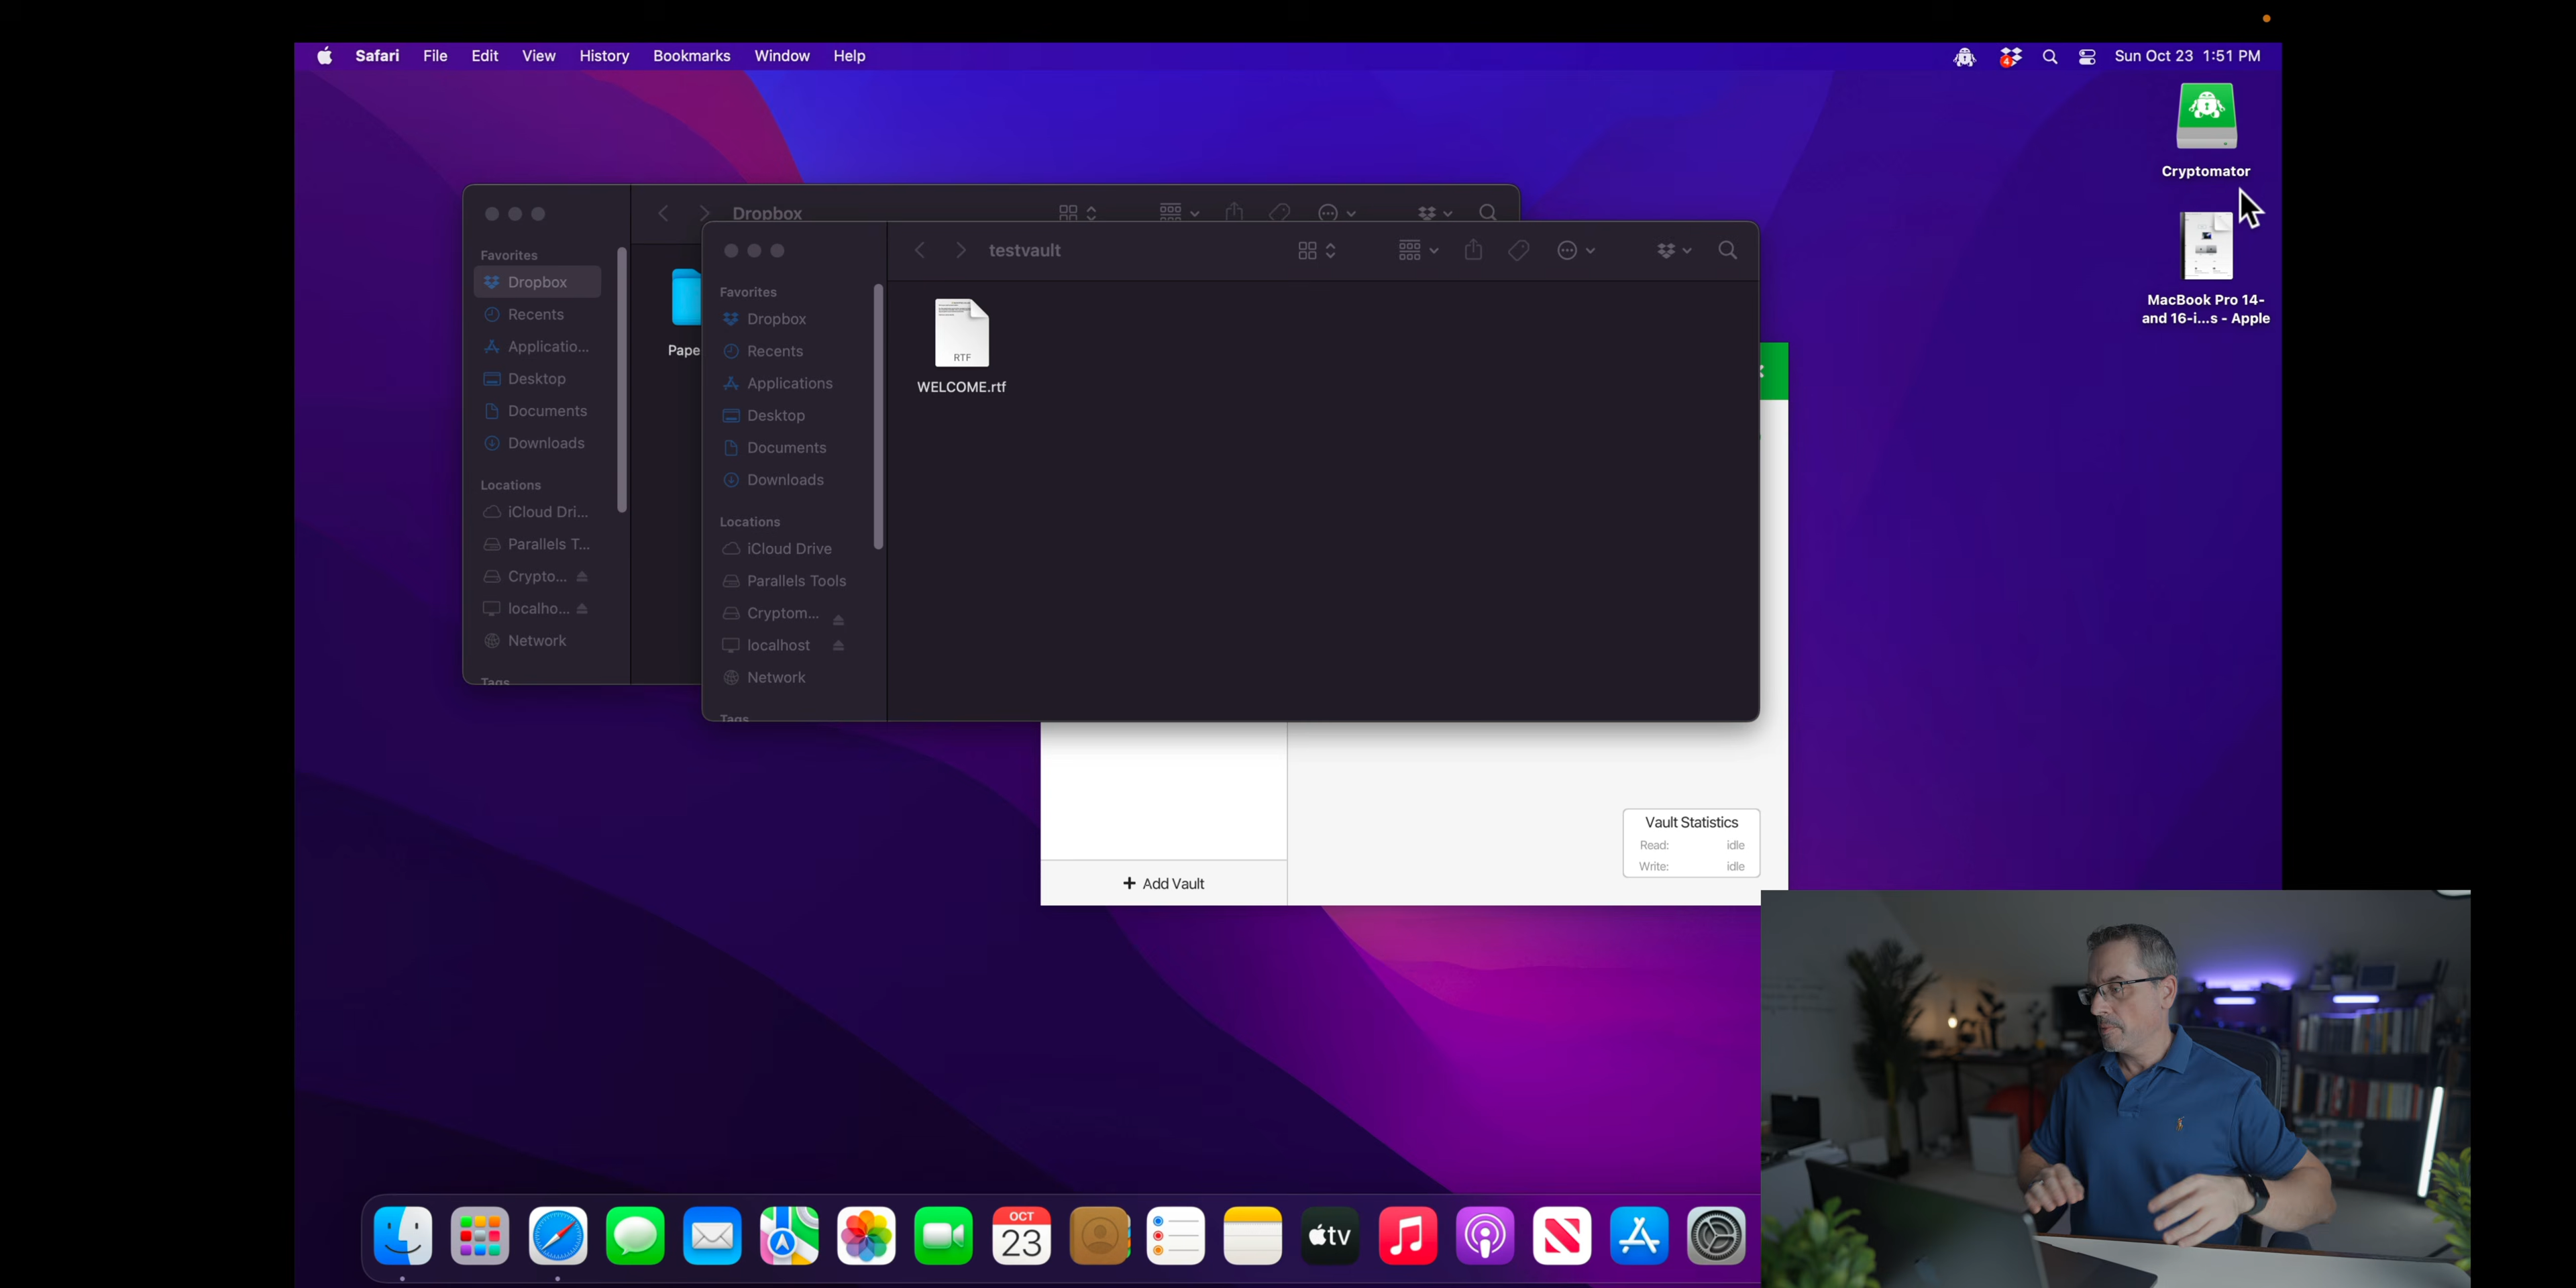 Safari File Edit View History Bookmarks Window Help
4
Sun Oct 23 1:51 PM
Cryptomator
MacBook Pro 14-
and 16-i...s - Apple
Dropbox
Favorites
Dropbox
Recents
Applicatio...
Desktop
Documents
Downloads
Locations
iCloud Dri...
Parallels T...
Crypto...
localho...
Network
Tags
Pape
testvault
Favorites
Dropbox
Recents
Applications
Desktop
Documents
Downloads
Locations
iCloud Drive
Parallels Tools
Cryptom...
localhost
Network
Tags
RTF
WELCOME.rtf
Vault Statistics
Read: idle
Write: idle
+ Add Vault
OCT
23
tv